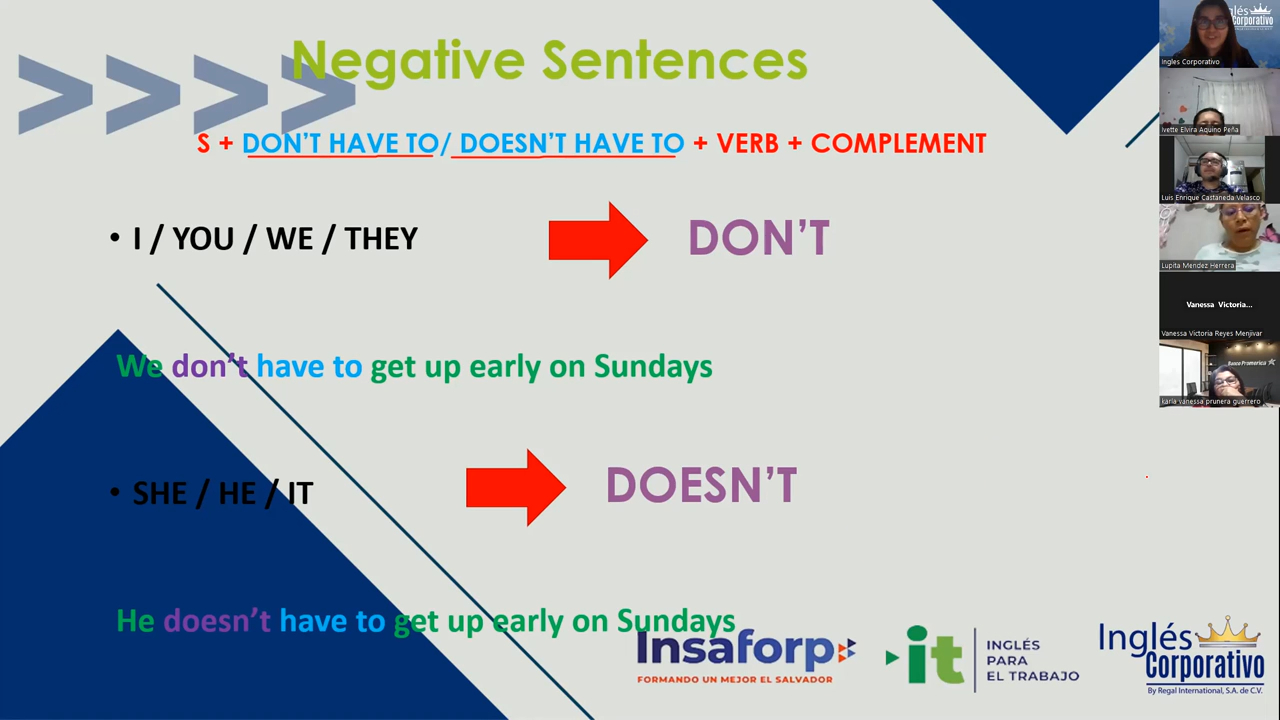 Negative Sentences
S + DON'T HAVE TO/ DOESN'T HAVE TO + VERB + COMPLEMENT
• I / YOU / WE / THEY
DON'T
We don't have to get up early on Sundays
• SHE / HE / IT
DOESN'T
He doesn't have to get up early on Sundays
Insaforp
FORMANDO UN MEJOR EL SALVADOR
it
INGLÉS
PARA
EL TRABAJO
Inglés
Corporativo
By Regal International, S.A. de C.V.
glés
Corporativo
Ingles Corporativo
Ivette Elvira Aquino Peña
Luis Enrique Castaneda Velasco
Lupita Mendez Herrera
Vanessa Victoria...
Vanessa Victoria Reyes Menjivar
Banco Promerica
karla vanessa prunera guerrero